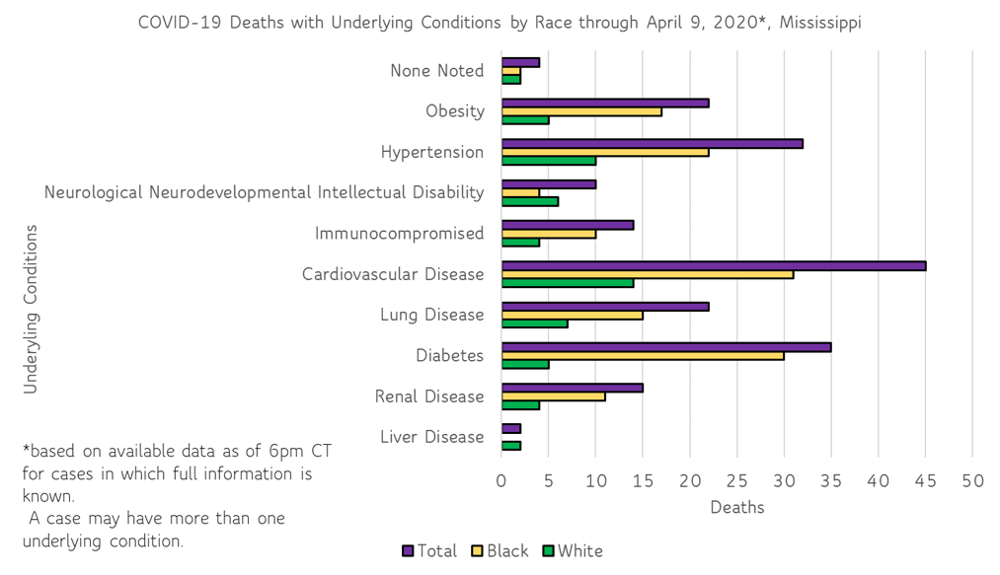 COVID-19 Deaths with Underlying Conditions by Race through April 9, 2020*, Mississippi
None Noted
Obesity
Hypertension
Neurological Neurodevelopmental Intellectual Disability
Immunocompromised
Cardiovascular Disease
Lung Disease
Diabetes
Renal Disease
Liver Disease
Underyling Conditions
0 5 10 15 20 25 30 35 40 45 50
Deaths
*based on available data as of 6pm CT
for cases in which full information is
known.
A case may have more than one
underlying condition.
Total Black White